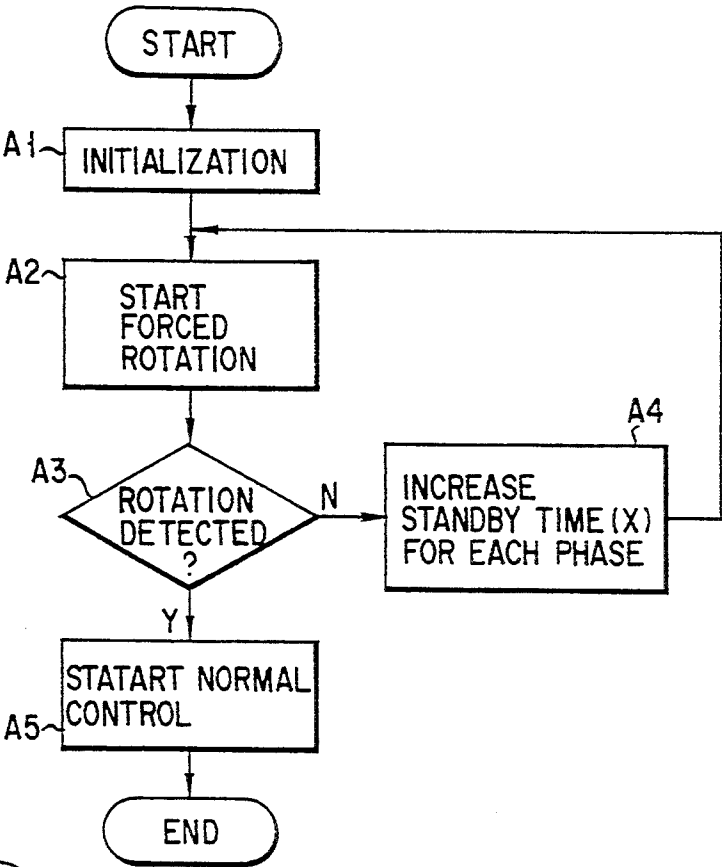 START
A1
INITIALIZATION
A2
START
FORCED
ROTATION
A3
ROTATION
DETECTED
?
N
A4
INCREASE
STANDBY TIME(X)
FOR EACH PHASE
Y
STATART NORMAL
CONTROL
A5
END